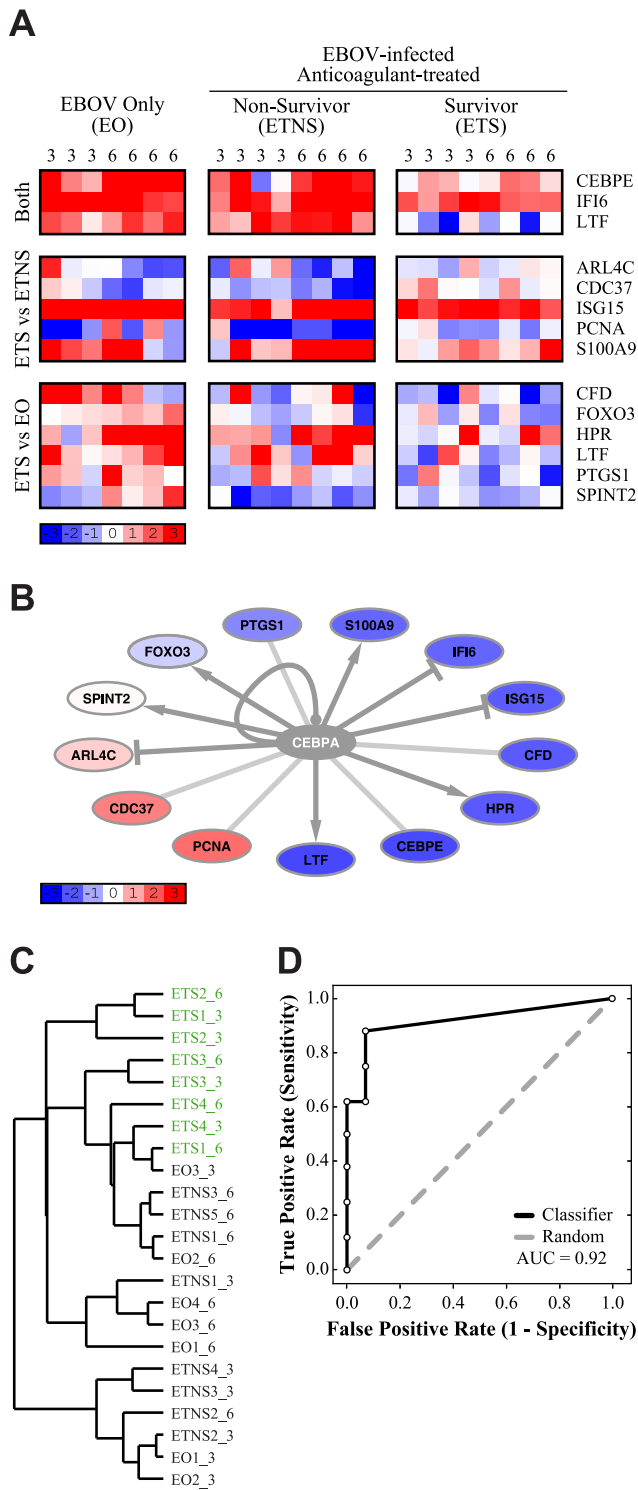 A
EBOV-infected
Anticoagulant-treated
EBOV Only
(EO)
Non-Survivor
(ETNS)
Survivor
(ETS)
3 3 3 6 6 6 6
3 3 3 3 6 6 6 6
3 3 3 3 6 6 6 6
Both
CEBPE
IFI6
LTF
ETS vs ETNS
ARL4C
CDC37
ISG15
PCNA
S100A9
ETS vs EO
CFD
FOXO3
HPR
LTF
PTGS1
SPINT2
-3 -2 -1 0 1 2 3
B
PTGS1
S100A9
FOXO3
IFI6
SPINT2
ISG15
CEBPA
ARL4C
CFD
CDC37
HPR
PCNA
LTF
CEBPE
-3 -2 -1 0 1 2 3
C
ETS2_6
ETS1_3
ETS2_3
ETS3_6
ETS3_3
ETS4_6
ETS4_3
ETS1_6
EO3_3
ETNS3_6
ETNS5_6
ETNS1_6
EO2_6
ETNS1_3
EO4_6
EO3_6
EO1_6
ETNS4_3
ETNS3_3
ETNS2_6
ETNS2_3
EO1_3
EO2_3
D
True Positive Rate (Sensitivity)
1.0
0.8
0.6
0.4
0.2
0.0
Classifier
Random
AUC = 0.92
0.0 0.2 0.4 0.6 0.8 1.0
False Positive Rate (1 - Specificity)